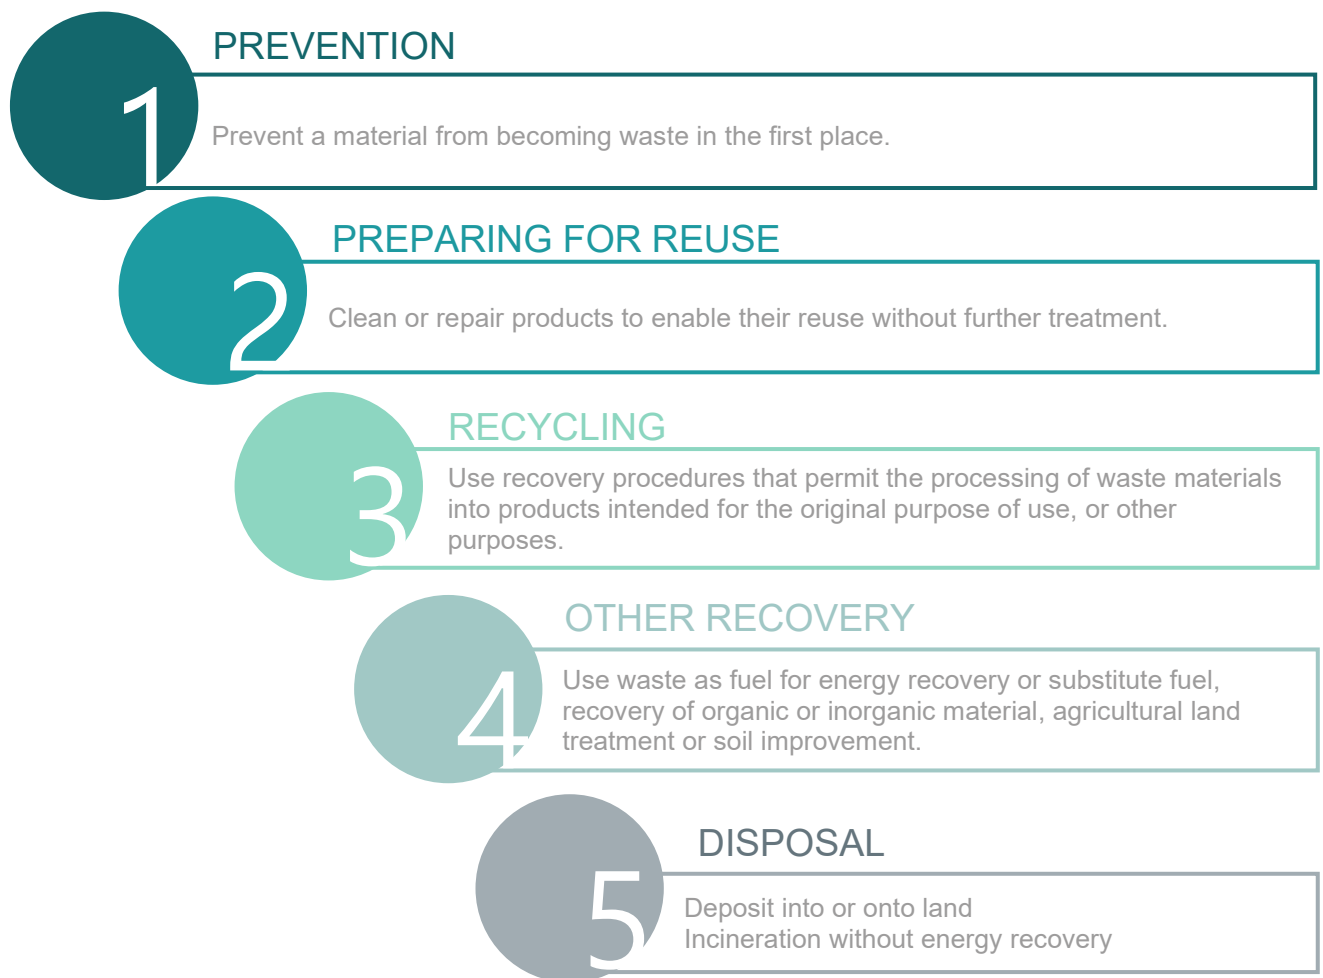 PREVENTION
1
Prevent a material from becoming waste in the first place.
PREPARING FOR REUSE
2
Clean or repair products to enable their reuse without further treatment.
RECYCLING
3
Use recovery procedures that permit the processing of waste materials
into products intended for the original purpose of use, or other
purposes.
OTHER RECOVERY
4
Use waste as fuel for energy recovery or substitute fuel,
recovery of organic or inorganic material, agricultural land
treatment or soil improvement.
DISPOSAL
5
Deposit into or onto land
Incineration without energy recovery